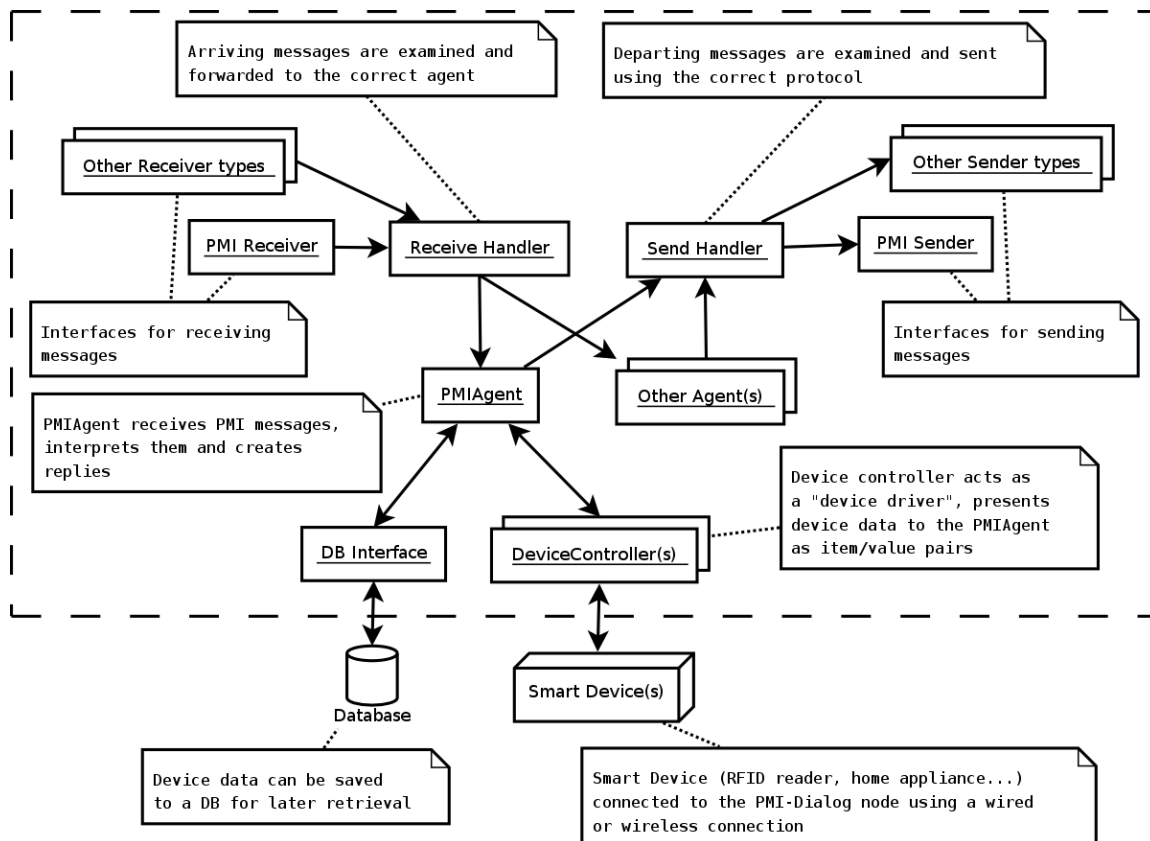 Arriving messages are examined and
forwarded to the correct agent
Departing messages are examined and sent
using the correct protocol
Other Receiver types
Other Sender types
PMI Receiver
Receive Handler
Send Handler
PMI Sender
Interfaces for receiving
messages
Interfaces for sending
messages
PMIAgent
Other Agent(s)
PMIAgent receives PMI messages,
interprets them and creates
replies
Device controller acts as
a "device driver", presents
device data to the PMIAgent
as item/value pairs
DB Interface
DeviceController(s)
Smart Device(s)
Database
Device data can be saved
to a DB for later retrieval
Smart Device (RFID reader, home appliance...)
connected to the PMI-Dialog node using a wired
or wireless connection